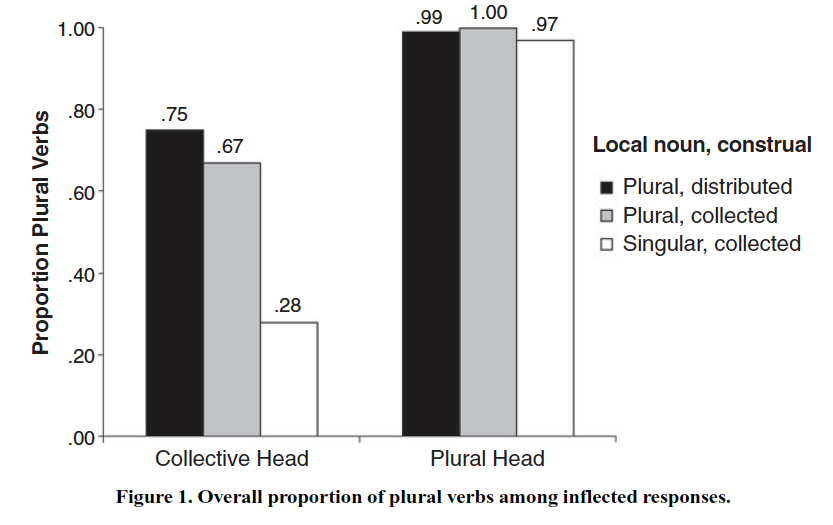 Proportion Plural Verbs
1.00
.80
.60
.40
.20
.00
.75
.67
.28
.99
1.00
.97
Collective Head
Plural Head
Local noun, construal
Plural, distributed
Plural, collected
Singular, collected
Figure 1. Overall proportion of plural verbs among inflected responses.